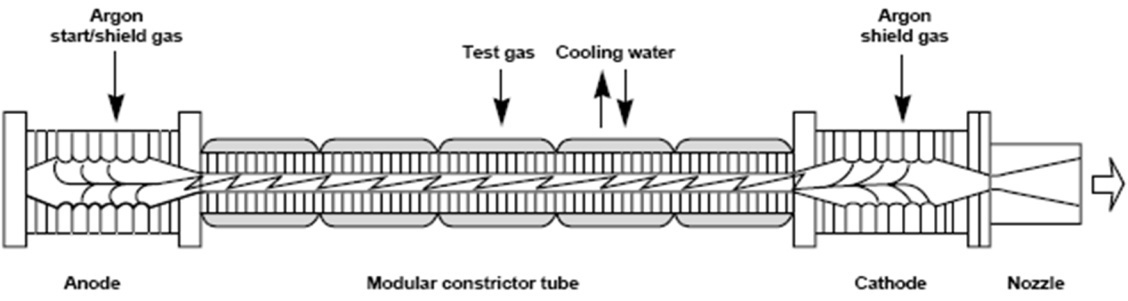 Argon
start/shield gas
Test gas
Cooling water
Argon
shield gas
Anode
Modular constrictor tube
Cathode
Nozzle